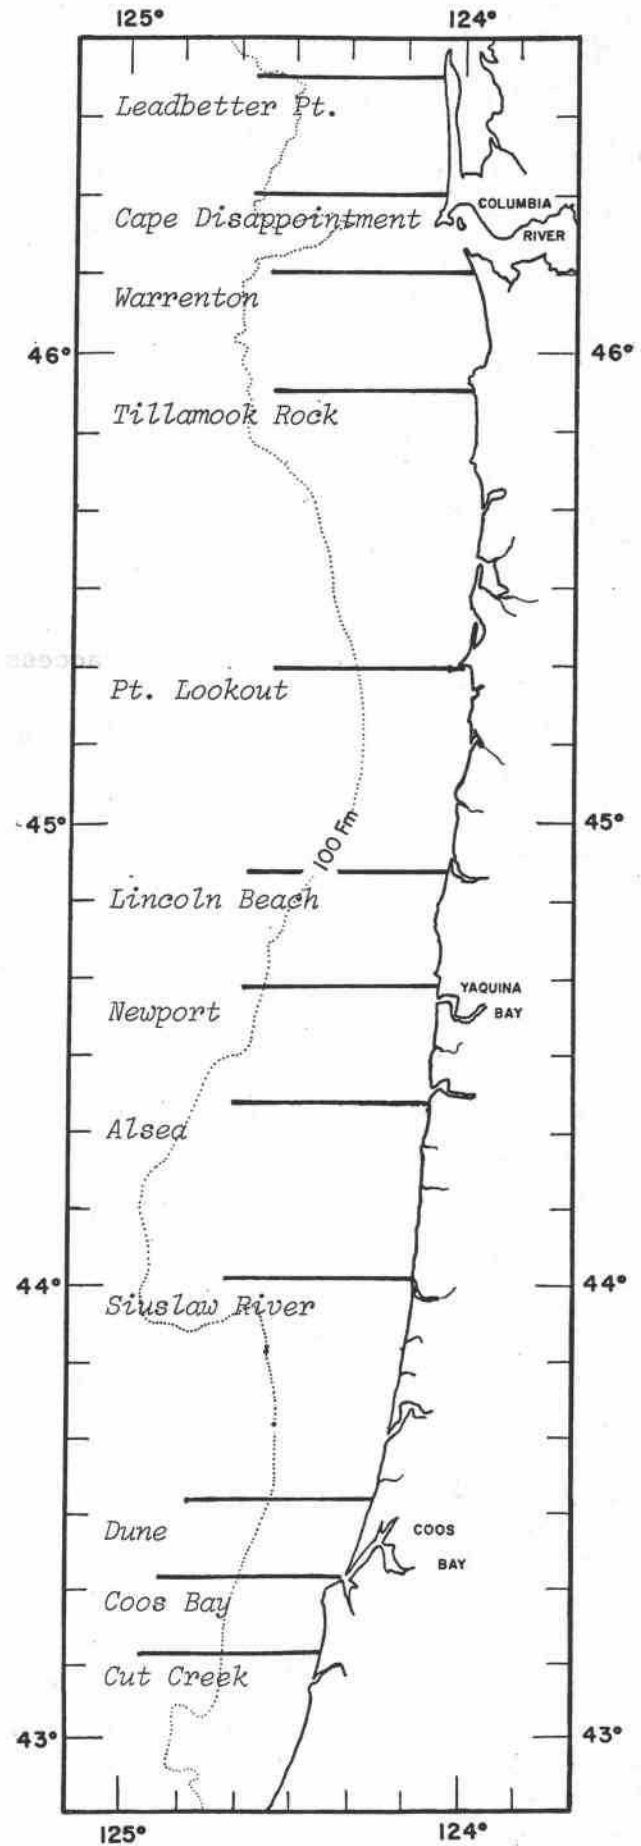 125° 124°
Leadbetter Pt.
COLUMBIA
Cape Disappointment
RIVER
Warrenton
46° 46°
Tillamook Rock
access
Pt. Lookout
45° 45°
100 Fm
Lincoln Beach
YAQUINA
Newport
BAY
Alsea
44° 44°
Siuslaw River
Dune
COOS
BAY
Coos Bay
Cut Creek
43° 43°
125° 124°